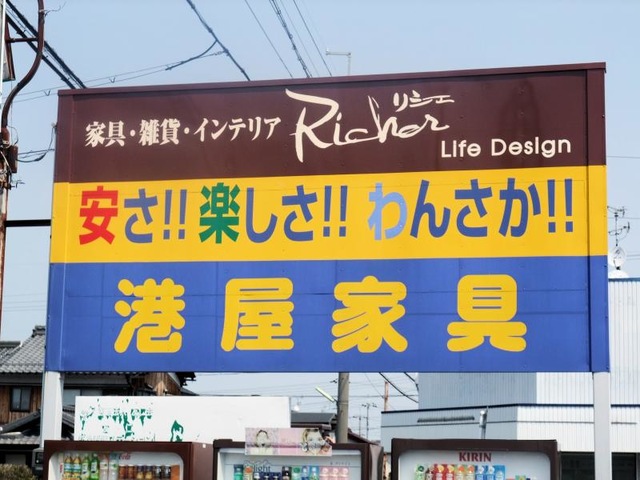 家具・雑貨・インテリア Richer リシェ
Life Design
安さ!! 楽しさ!! わんさか!!
港屋家具
KIRIN